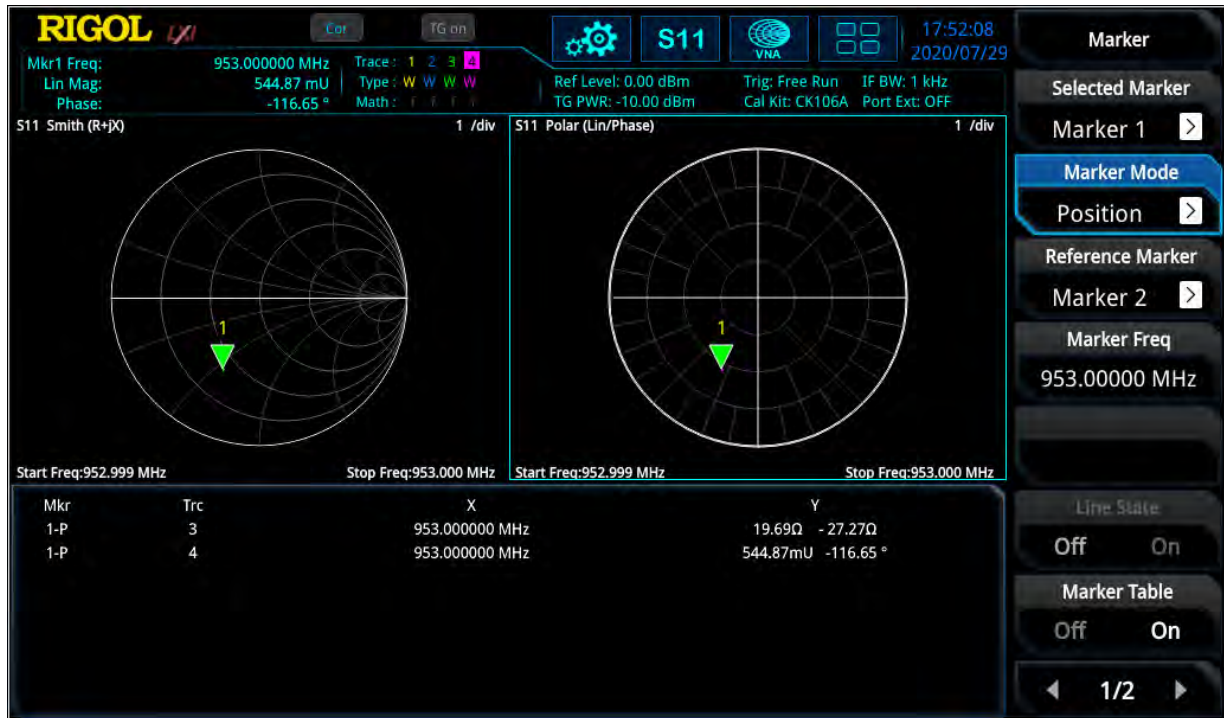 RIGOL LXI Cor TG on S11 VNA 17:52:08
2020/07/29
Mkr1 Freq: 953.000000 MHz
Lin Mag: 544.87 mU
Phase: -116.65 °
Trace: 1 2 3 4
Type: W W W W
Math: F F F F
Ref Level: 0.00 dBm Trig: Free Run IF BW: 1 kHz
TG PWR: -10.00 dBm Cal Kit: CK106A Port Ext: OFF
S11 Smith (R+jX) 1 /div
1
Start Freq:952.999 MHz Stop Freq:953.000 MHz
S11 Polar (Lin/Phase) 1 /div
1
Start Freq:952.999 MHz Stop Freq:953.000 MHz
Mkr Trc X Y
1-P 3 953.000000 MHz 19.69Ω - 27.27Ω
1-P 4 953.000000 MHz 544.87mU -116.65 °
Marker
Selected Marker
Marker 1 >
Marker Mode
Position >
Reference Marker
Marker 2 >
Marker Freq
953.00000 MHz
Line State
Off On
Marker Table
Off On
1/2